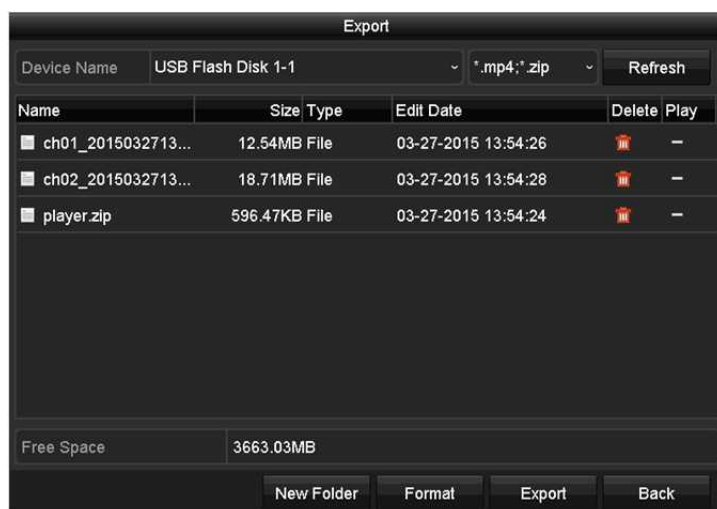 Export
Device Name USB Flash Disk 1-1 *.mp4;*.zip Refresh
Name Size Type Edit Date Delete Play
ch01_2015032713... 12.54MB File 03-27-2015 13:54:26 –
ch02_2015032713... 18.71MB File 03-27-2015 13:54:28 –
player.zip 596.47KB File 03-27-2015 13:54:24 –
Free Space 3663.03MB
New Folder Format Export Back